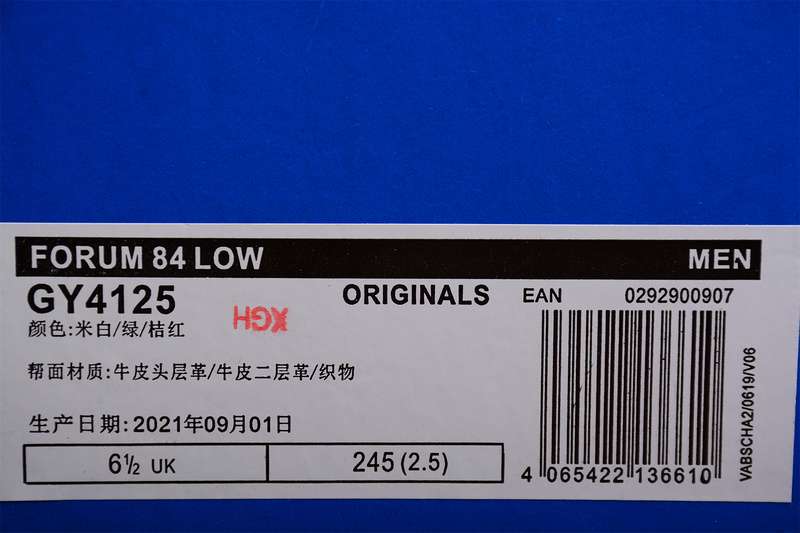 FORUM 84 LOW MEN
GY4125 ORIGINALS EAN 0292900907
颜色:米白/绿/桔红
XGH
帮面材质:牛皮头层革/牛皮二层革/织物
生产日期:2021年09月01日
6½ UK 245(2.5)
4 065422 136610
VABSCHA2/0619/V06